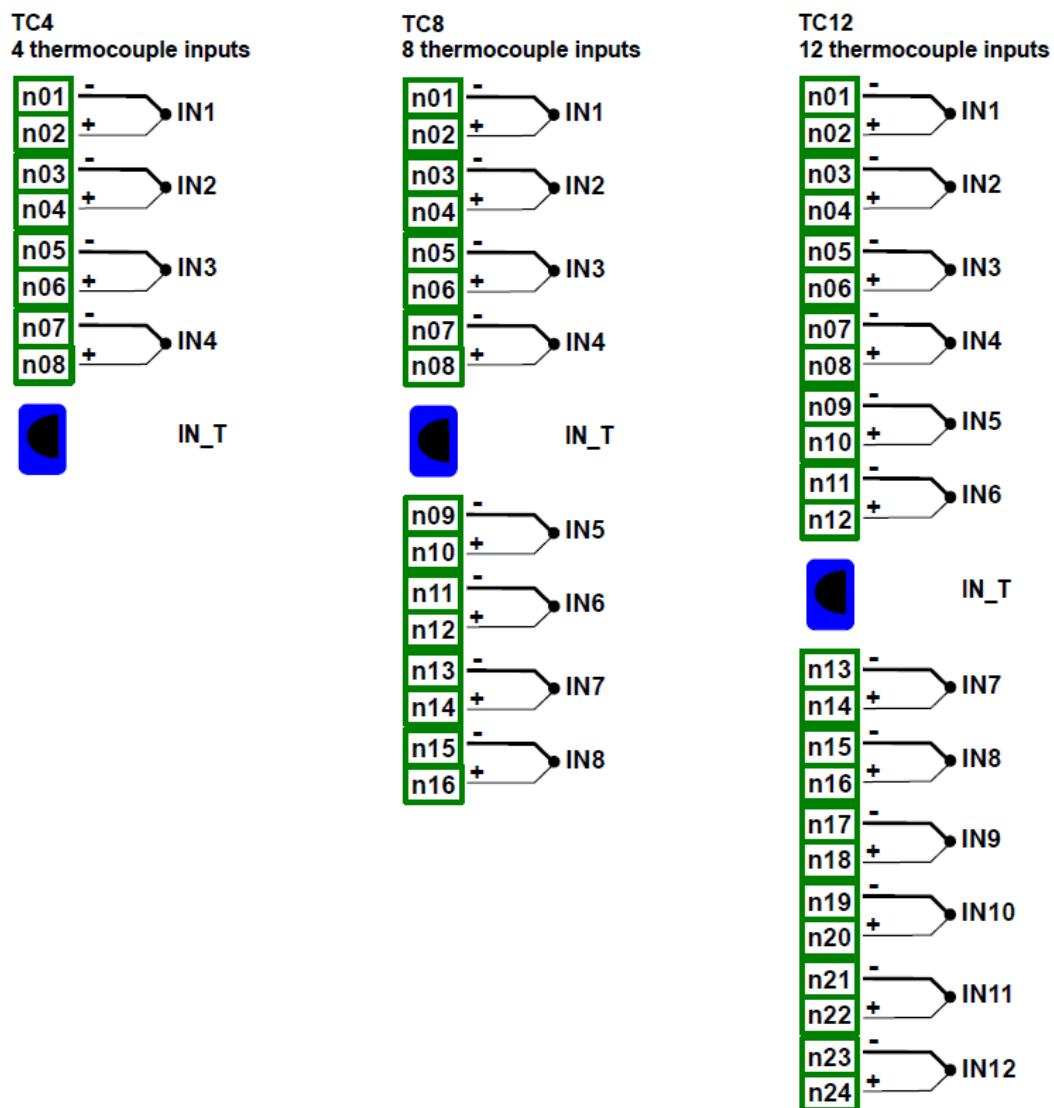 TC4
4 thermocouple inputs
n01 - IN1
n02 +
n03 - IN2
n04 +
n05 - IN3
n06 +
n07 - IN4
n08 +
IN_T
TC8
8 thermocouple inputs
n01 - IN1
n02 +
n03 - IN2
n04 +
n05 - IN3
n06 +
n07 - IN4
n08 +
IN_T
n09 - IN5
n10 +
n11 - IN6
n12 +
n13 - IN7
n14 +
n15 - IN8
n16 +
TC12
12 thermocouple inputs
n01 - IN1
n02 +
n03 - IN2
n04 +
n05 - IN3
n06 +
n07 - IN4
n08 +
n09 - IN5
n10 +
n11 - IN6
n12 +
IN_T
n13 - IN7
n14 +
n15 - IN8
n16 +
n17 - IN9
n18 +
n19 - IN10
n20 +
n21 - IN11
n22 +
n23 - IN12
n24 +